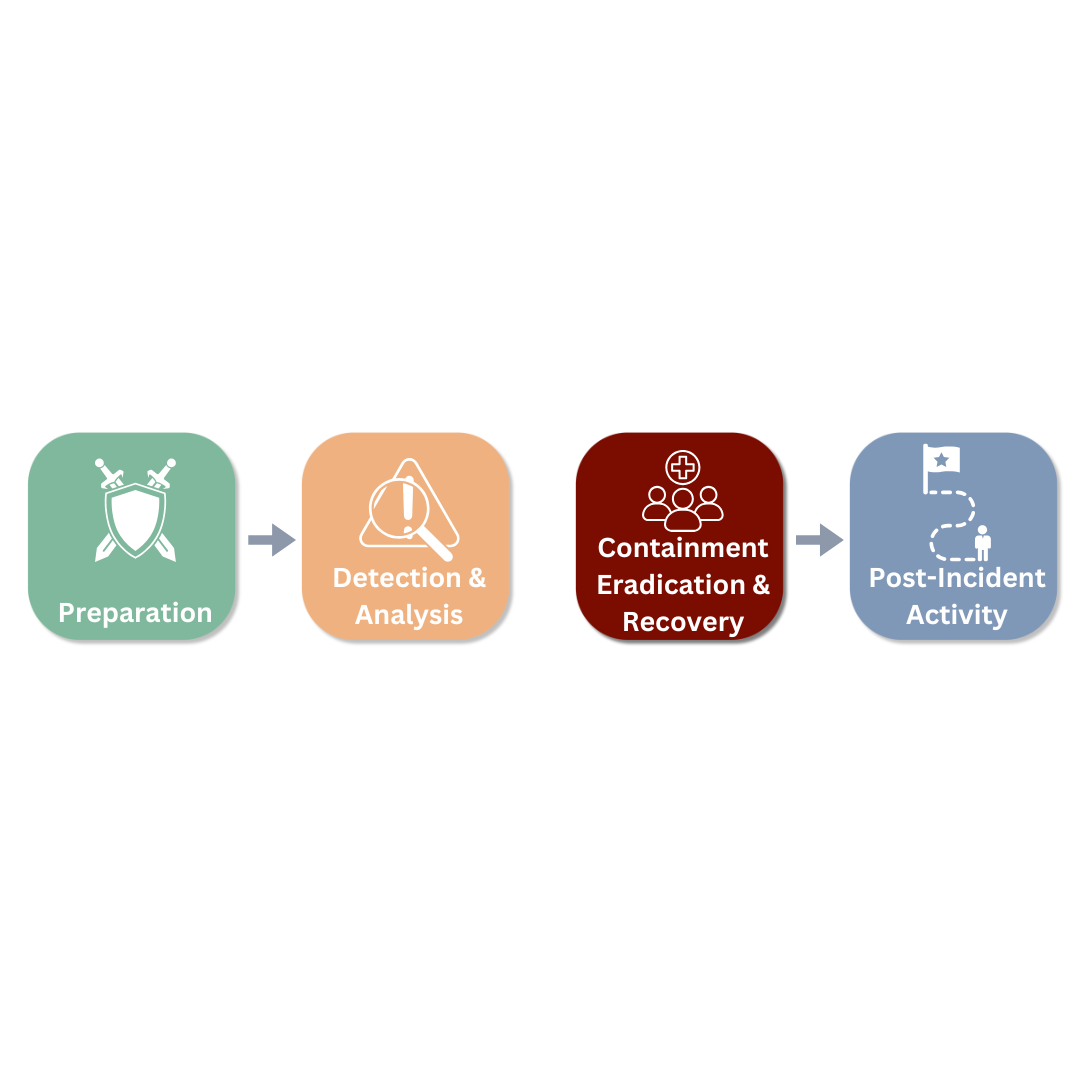 Preparation
Detection &
Analysis
Containment
Eradication &
Recovery
Post-Incident
Activity